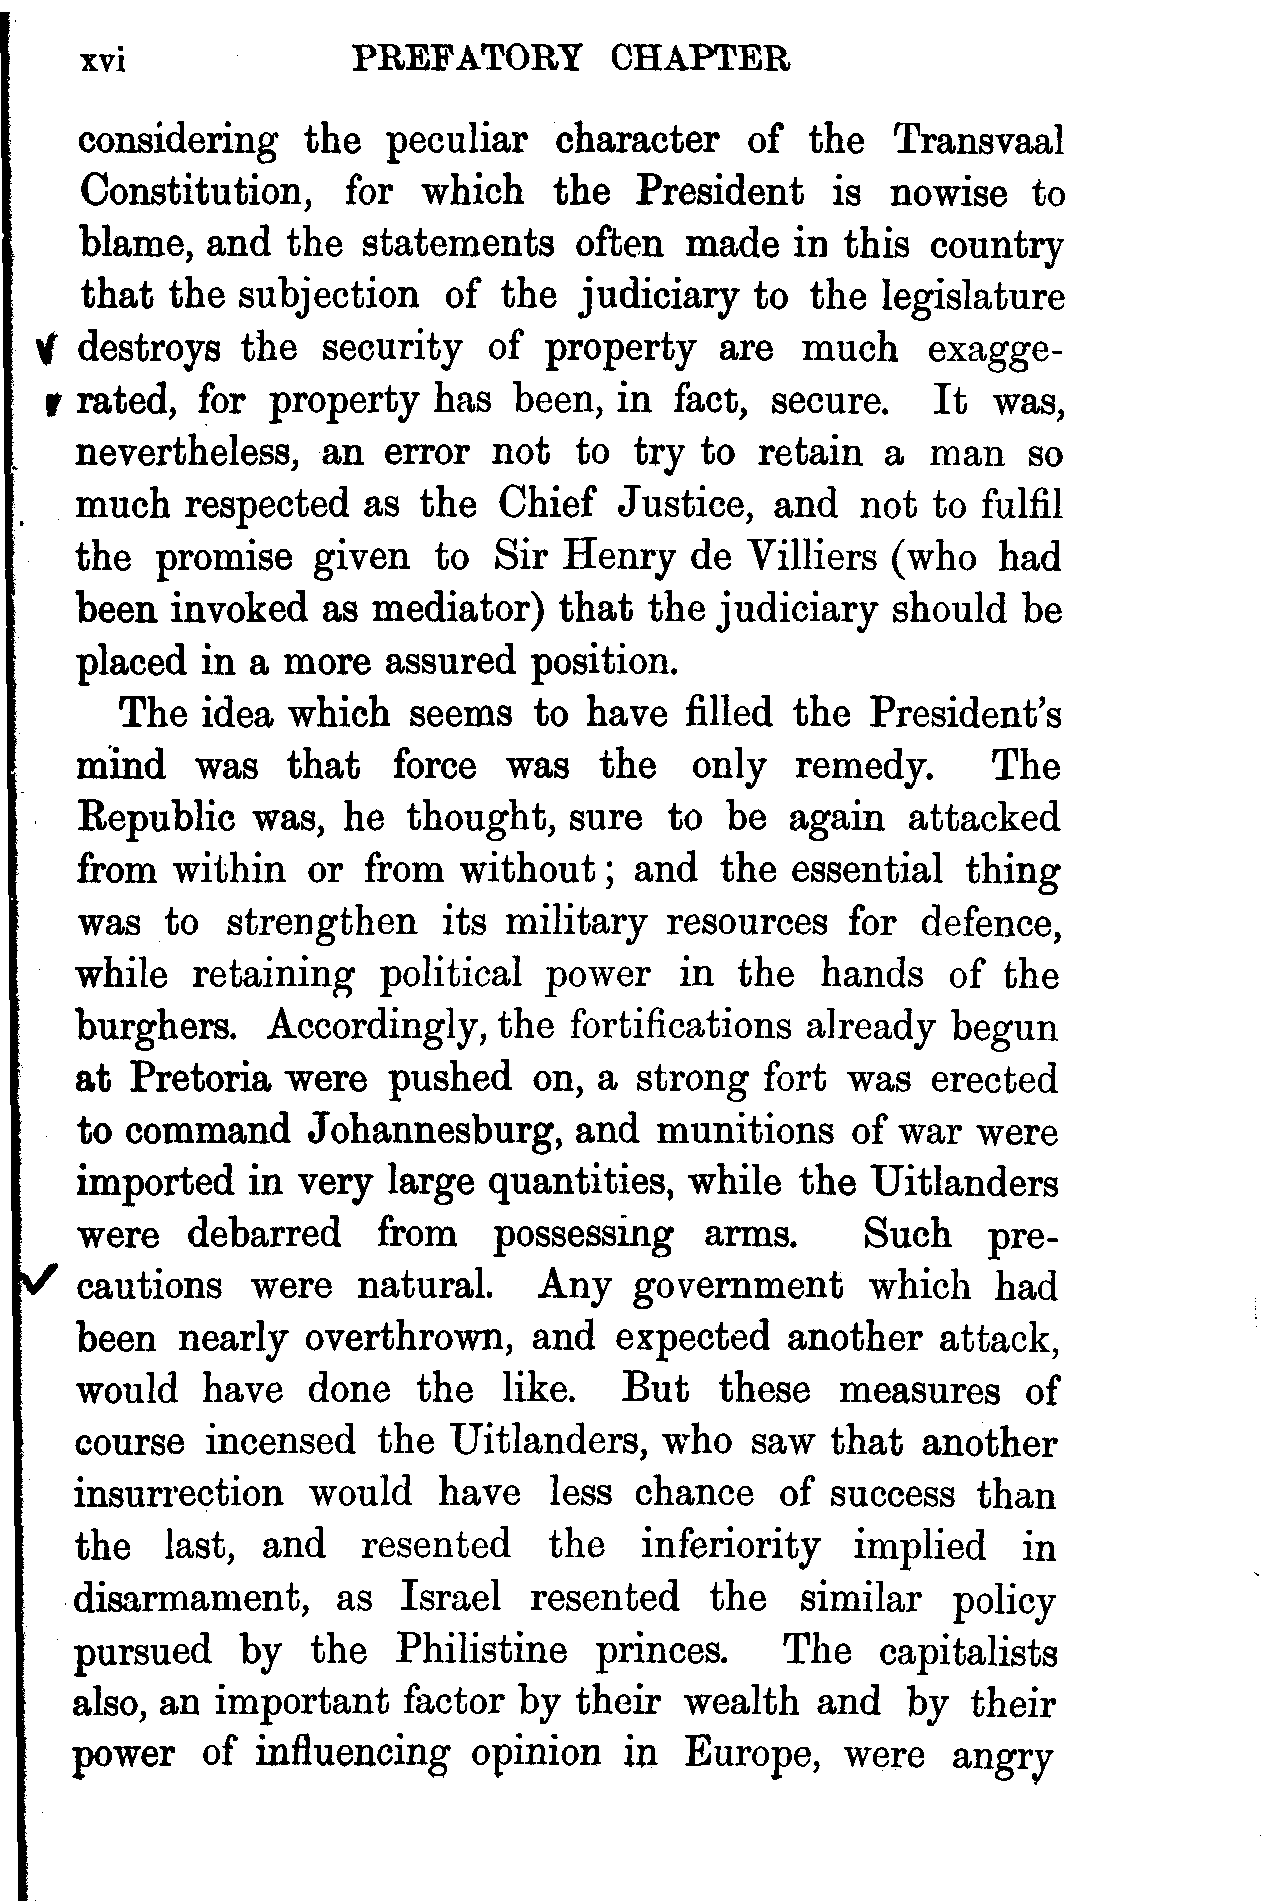 xvi PREFATORY CHAPTER
considering the peculiar character of the Transvaal
Constitution, for which the President is nowise to
blame, and the statements often made in this country
that the subjection of the judiciary to the legislature
destroys the security of property are much exagge-
rated, for property has been, in fact, secure. It was,
nevertheless, an error not to try to retain a man so
much respected as the Chief Justice, and not to fulfil
the promise given to Sir Henry de Villiers (who had
been invoked as mediator) that the judiciary should be
placed in a more assured position.
The idea which seems to have filled the President's
mind was that force was the only remedy. The
Republic was, he thought, sure to be again attacked
from within or from without; and the essential thing
was to strengthen its military resources for defence,
while retaining political power in the hands of the
burghers. Accordingly, the fortifications already begun
at Pretoria were pushed on, a strong fort was erected
to command Johannesburg, and munitions of war were
imported in very large quantities, while the Uitlanders
were debarred from possessing arms. Such pre-
cautions were natural. Any government which had
been nearly overthrown, and expected another attack,
would have done the like. But these measures of
course incensed the Uitlanders, who saw that another
insurrection would have less chance of success than
the last, and resented the inferiority implied in
disarmament, as Israel resented the similar policy
pursued by the Philistine princes. The capitalists
also, an important factor by their wealth and by their
power of influencing opinion in Europe, were angry